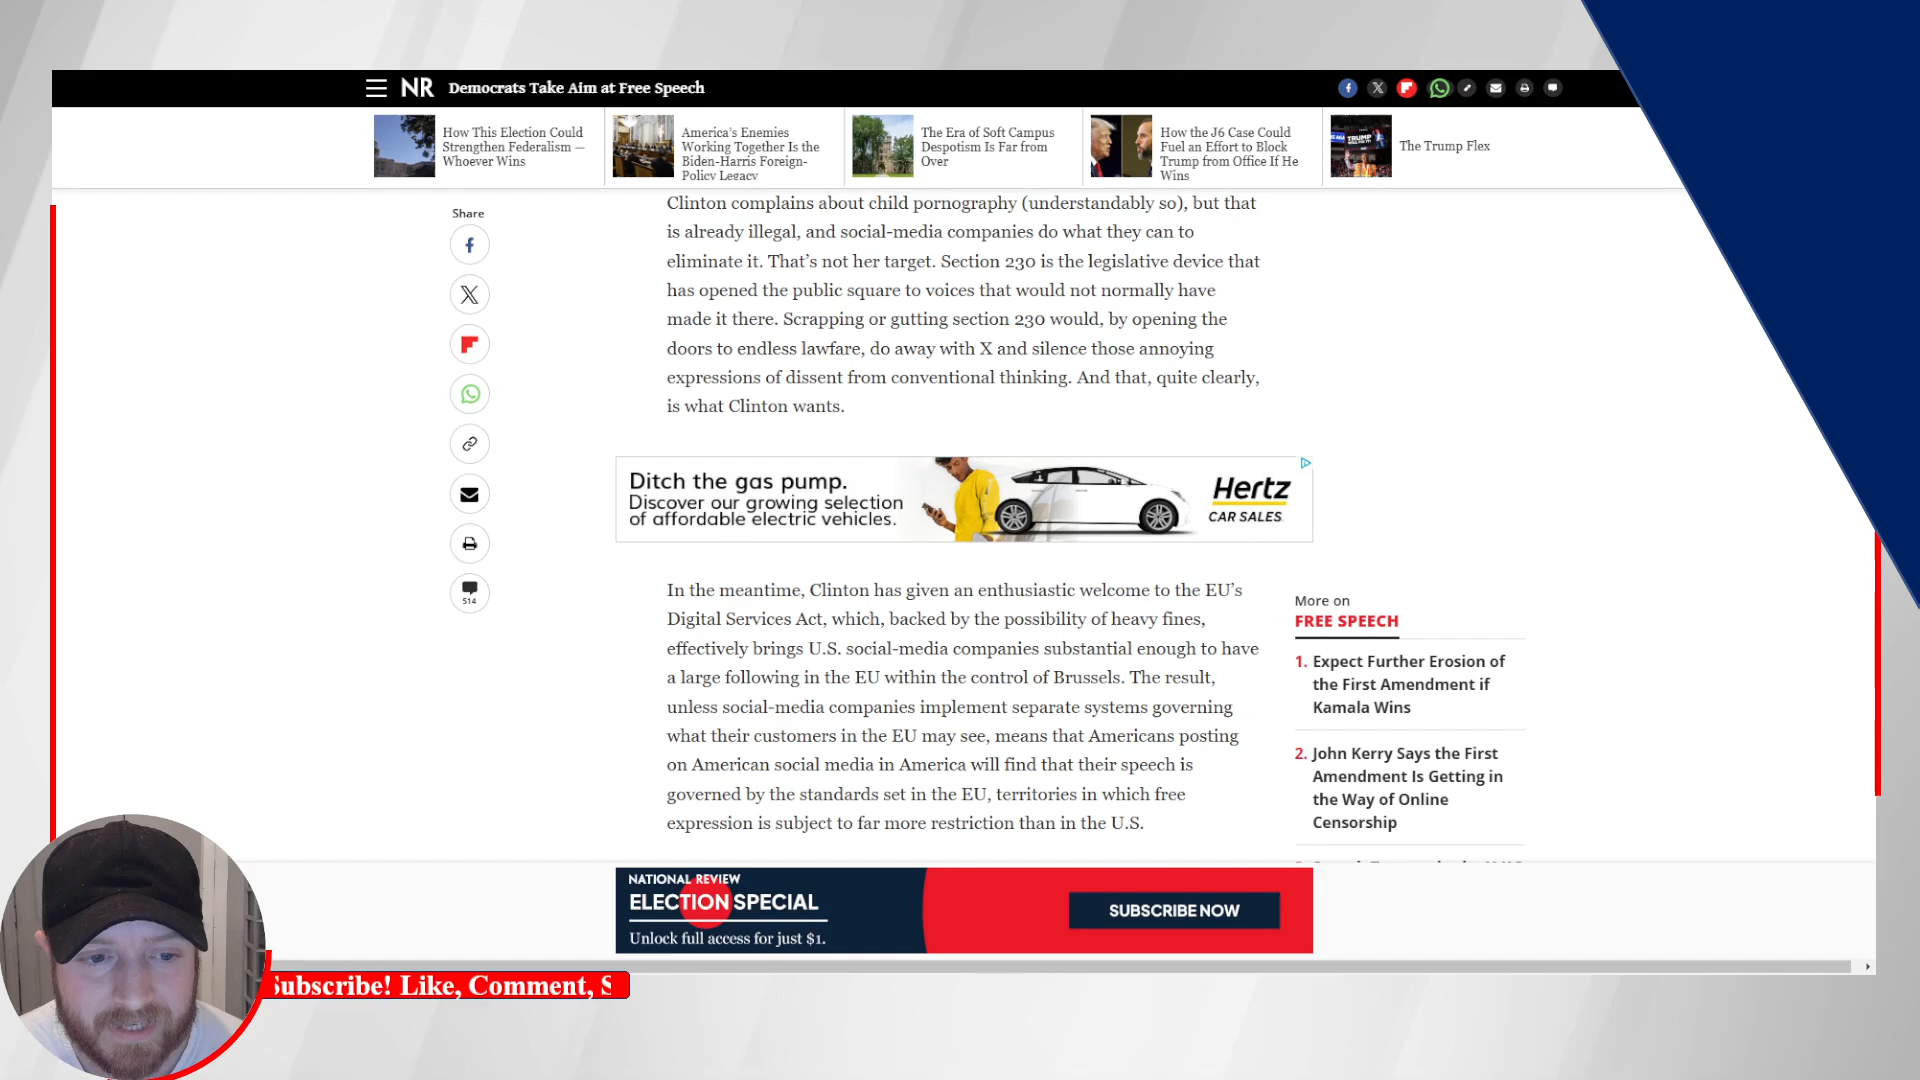 NR Democrats Take Aim at Free Speech
How This Election Could
Strengthen Federalism —
Whoever Wins
America's Enemies
Working Together Is the
Biden-Harris Foreign-
Policy Legacy
The Era of Soft Campus
Despotism Is Far from
Over
How the J6 Case Could
Fuel an Effort to Block
Trump from Office If He
Wins
The Trump Flex
Share
514
Clinton complains about child pornography (understandably so), but that
is already illegal, and social-media companies do what they can to
eliminate it. That's not her target. Section 230 is the legislative device that
has opened the public square to voices that would not normally have
made it there. Scrapping or gutting section 230 would, by opening the
doors to endless lawfare, do away with X and silence those annoying
expressions of dissent from conventional thinking. And that, quite clearly,
is what Clinton wants.
Ditch the gas pump.
Discover our growing selection
of affordable electric vehicles.
Hertz
CAR SALES
In the meantime, Clinton has given an enthusiastic welcome to the EU's
Digital Services Act, which, backed by the possibility of heavy fines,
effectively brings U.S. social-media companies substantial enough to have
a large following in the EU within the control of Brussels. The result,
unless social-media companies implement separate systems governing
what their customers in the EU may see, means that Americans posting
on American social media in America will find that their speech is
governed by the standards set in the EU, territories in which free
expression is subject to far more restriction than in the U.S.
More on
FREE SPEECH
1. Expect Further Erosion of
the First Amendment if
Kamala Wins
2. John Kerry Says the First
Amendment Is Getting in
the Way of Online
Censorship
NATIONAL REVIEW
ELECTION SPECIAL
Unlock full access for just $1.
SUBSCRIBE NOW
Subscribe! Like, Comment, S